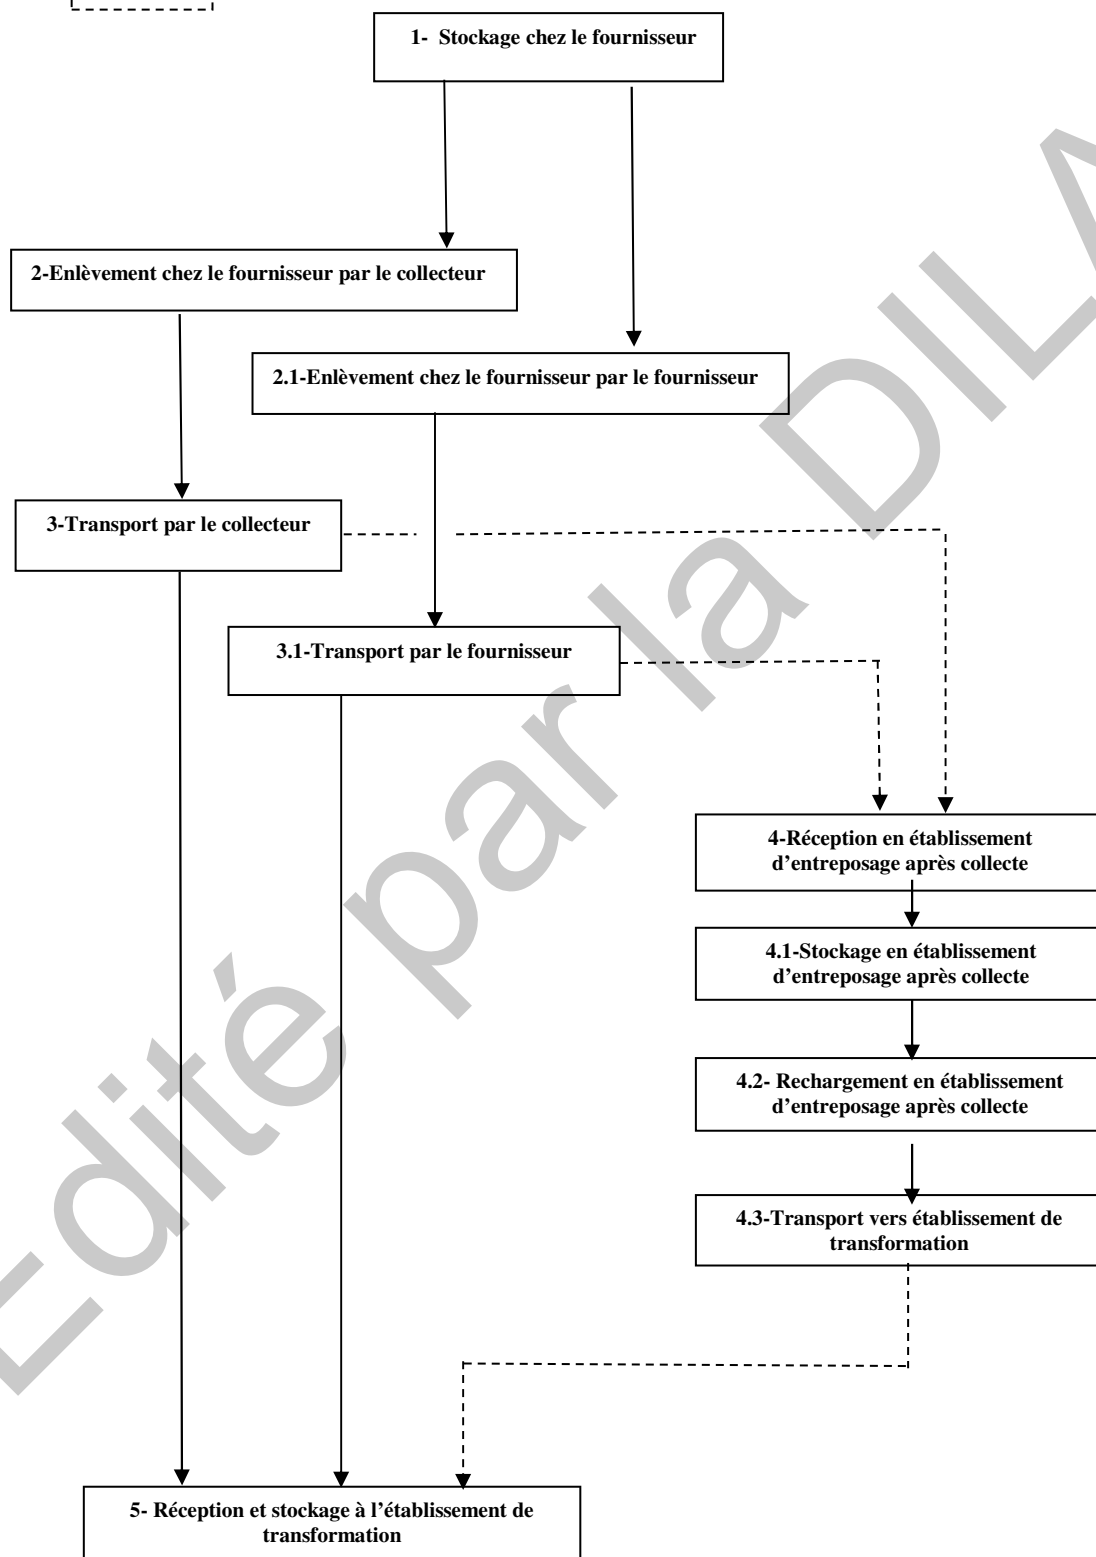 1- Stockage chez le fournisseur
2-Enlèvement chez le fournisseur par le collecteur
2.1-Enlèvement chez le fournisseur par le fournisseur
3-Transport par le collecteur
3.1-Transport par le fournisseur
4-Réception en établissement
d'entreposage après collecte
4.1-Stockage en établissement
d'entreposage après collecte
4.2- Rechargement en établissement
d'entreposage après collecte
4.3-Transport vers établissement de
transformation
5- Réception et stockage à l'établissement de
transformation
Edité par la DILA